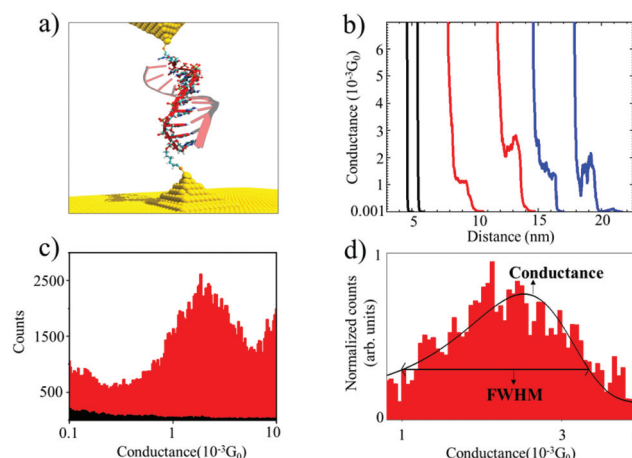 a)
b)
Conductance (10⁻³G₀)
6
5
4
3
2
1
0.001
5 10 15 20
Distance (nm)
c)
Counts
2500
1500
500
0.1 1 10
Conductance(10⁻³G₀)
d)
Normalized counts
(arb. units)
1
0
Conductance
FWHM
1 3
Conductance(10⁻³G₀)